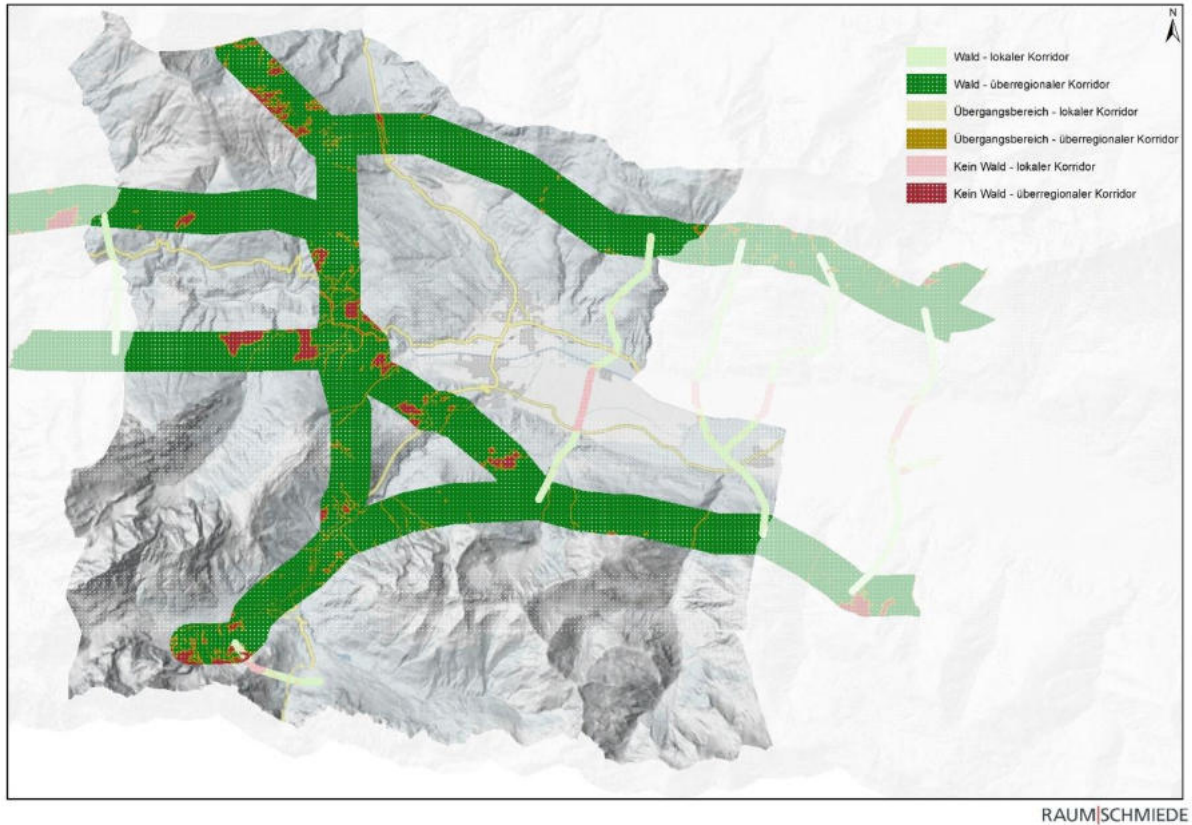 N
Wald - lokaler Korridor
Wald - überregionaler Korridor
Übergangsbereich - lokaler Korridor
Übergangsbereich - überregionaler Korridor
Kein Wald - lokaler Korridor
Kein Wald - überregionaler Korridor
RAUM|SCHMIEDE